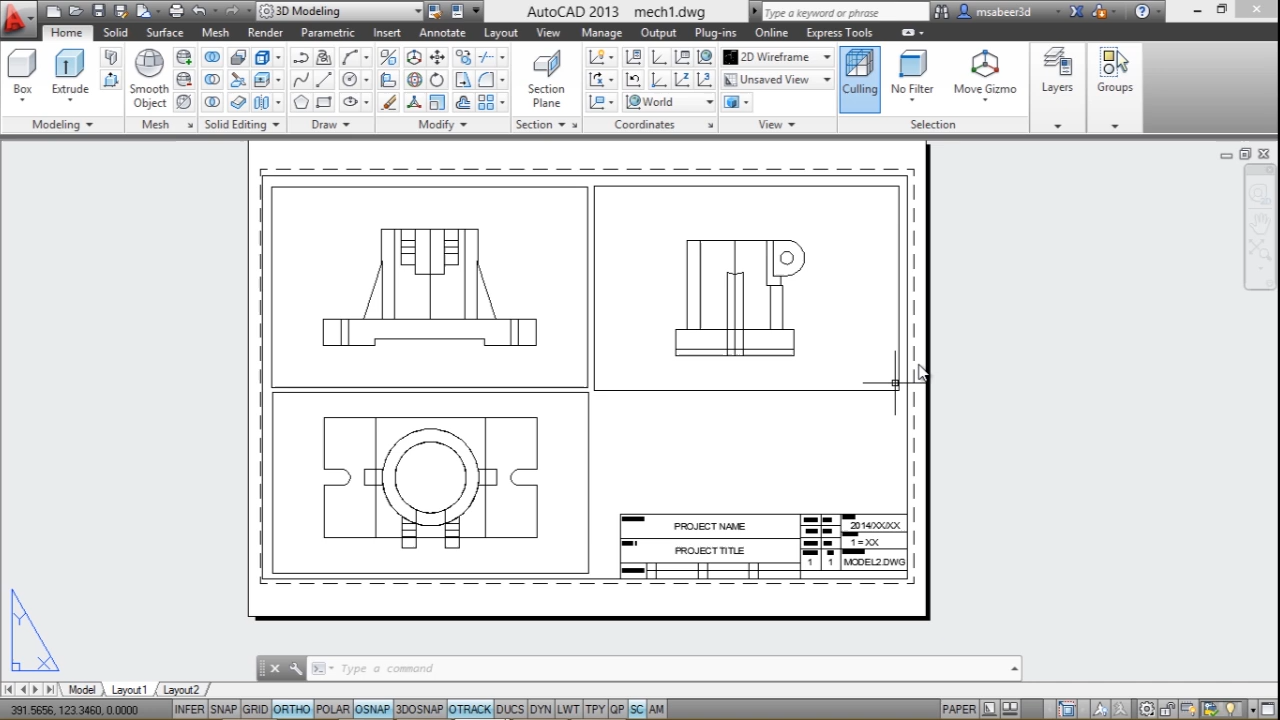 3D Modeling
AutoCAD 2013 mech1.dwg
Type a keyword or phrase
msabeer3d
Home Solid Surface Mesh Render Parametric Insert Annotate Layout View Manage Output Plug-ins Online Express Tools
Box
Extrude
Smooth
Object
Section
Plane
World
2D Wireframe
Unsaved View
Culling
No Filter
Move Gizmo
Layers
Groups
Modeling Mesh Solid Editing Draw Modify Section Coordinates View Selection
PROJECT NAME
PROJECT TITLE
2014/XX/XX
1 = XX
1 1 MODEL2.DWG
Y
X
Type a command
Model Layout1 Layout2
391.5656, 123.3460, 0.0000
INFER SNAP GRID ORTHO POLAR OSNAP 3DOSNAP OTRACK DUCS DYN LWT TPY QP SC AM
PAPER